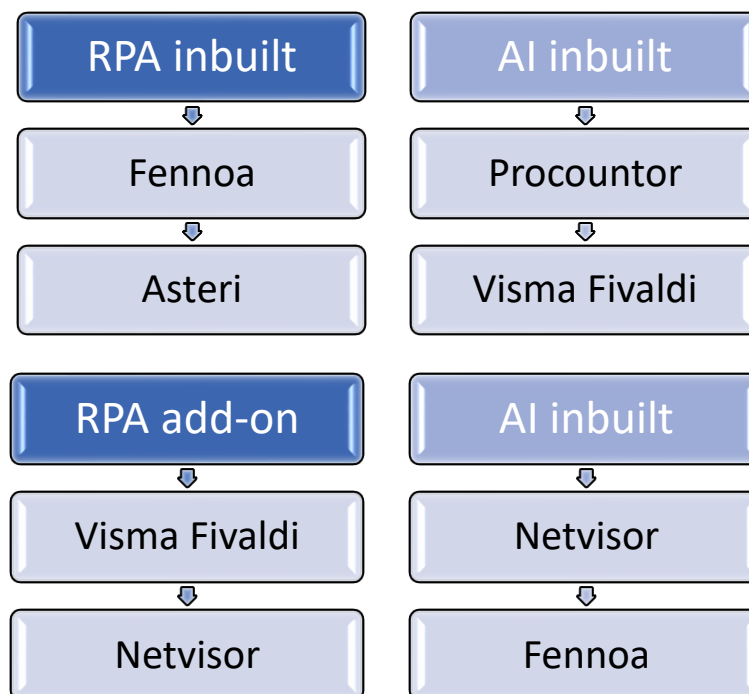 RPA inbuilt
Fennoa
Asteri
AI inbuilt
Procountor
Visma Fivaldi
RPA add-on
Visma Fivaldi
Netvisor
AI inbuilt
Netvisor
Fennoa